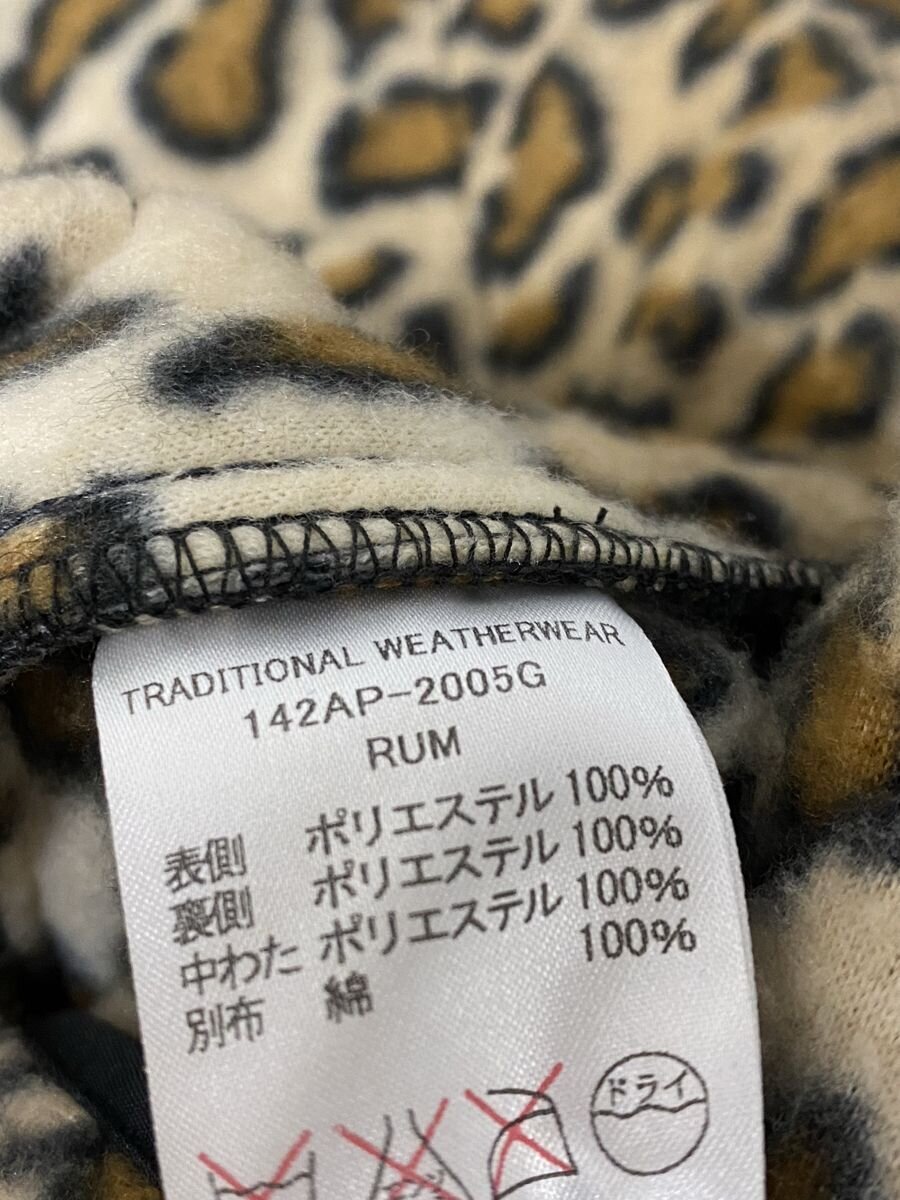 TRADITIONAL WEATHERWEAR
142AP-2005G
RUM
表側 ポリエステル 100%
裏側 ポリエステル 100%
中わた ポリエステル 100%
別布 綿 100%
ドライ